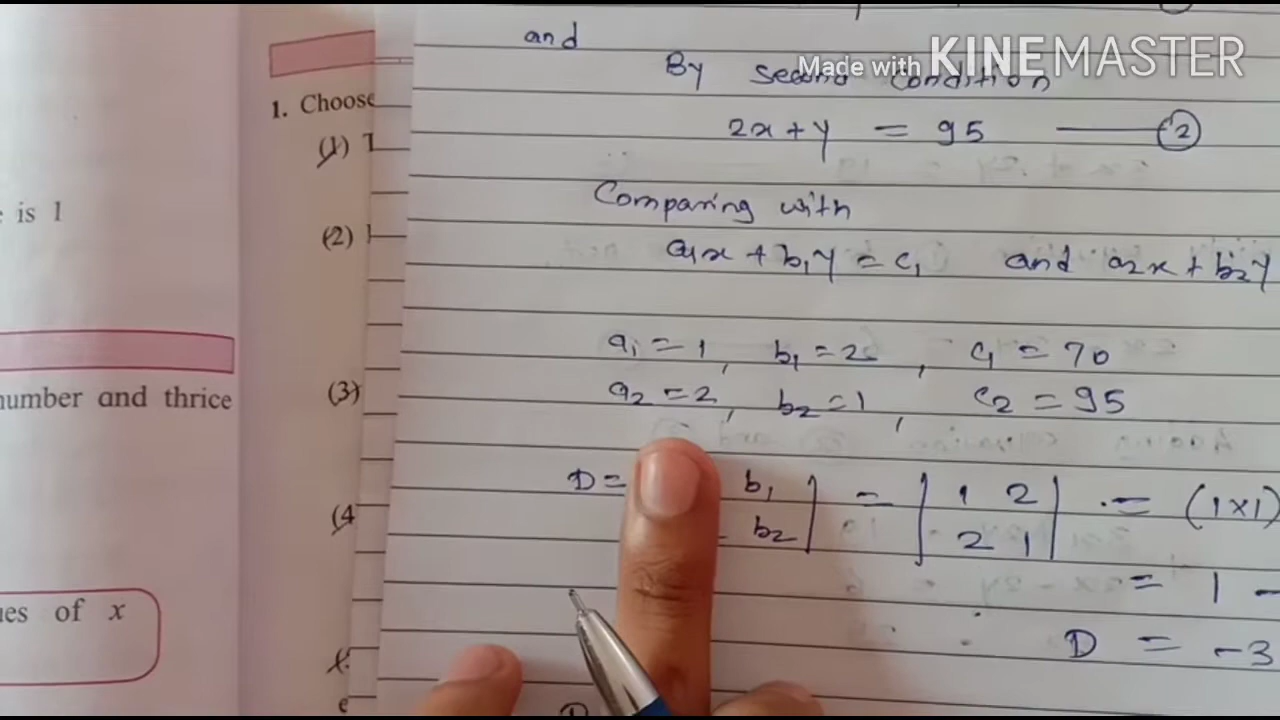 and
Made with KINEMASTER
By Second Condition
1. Choose
2x + y = 95 ——— ②
(1) T
e is 1
Comparing with
(2)
a1x + b1y = c1 and a2x + b2y
a1 = 1, b1 = 2, c1 = 70
number and thrice
(3)
a2 = 2, b2 = 1, c2 = 95
D = b1 | = | 1 2 | = (1×1)
b2 | 2 1 |
(4
= 1 -
ues of x
D = -3